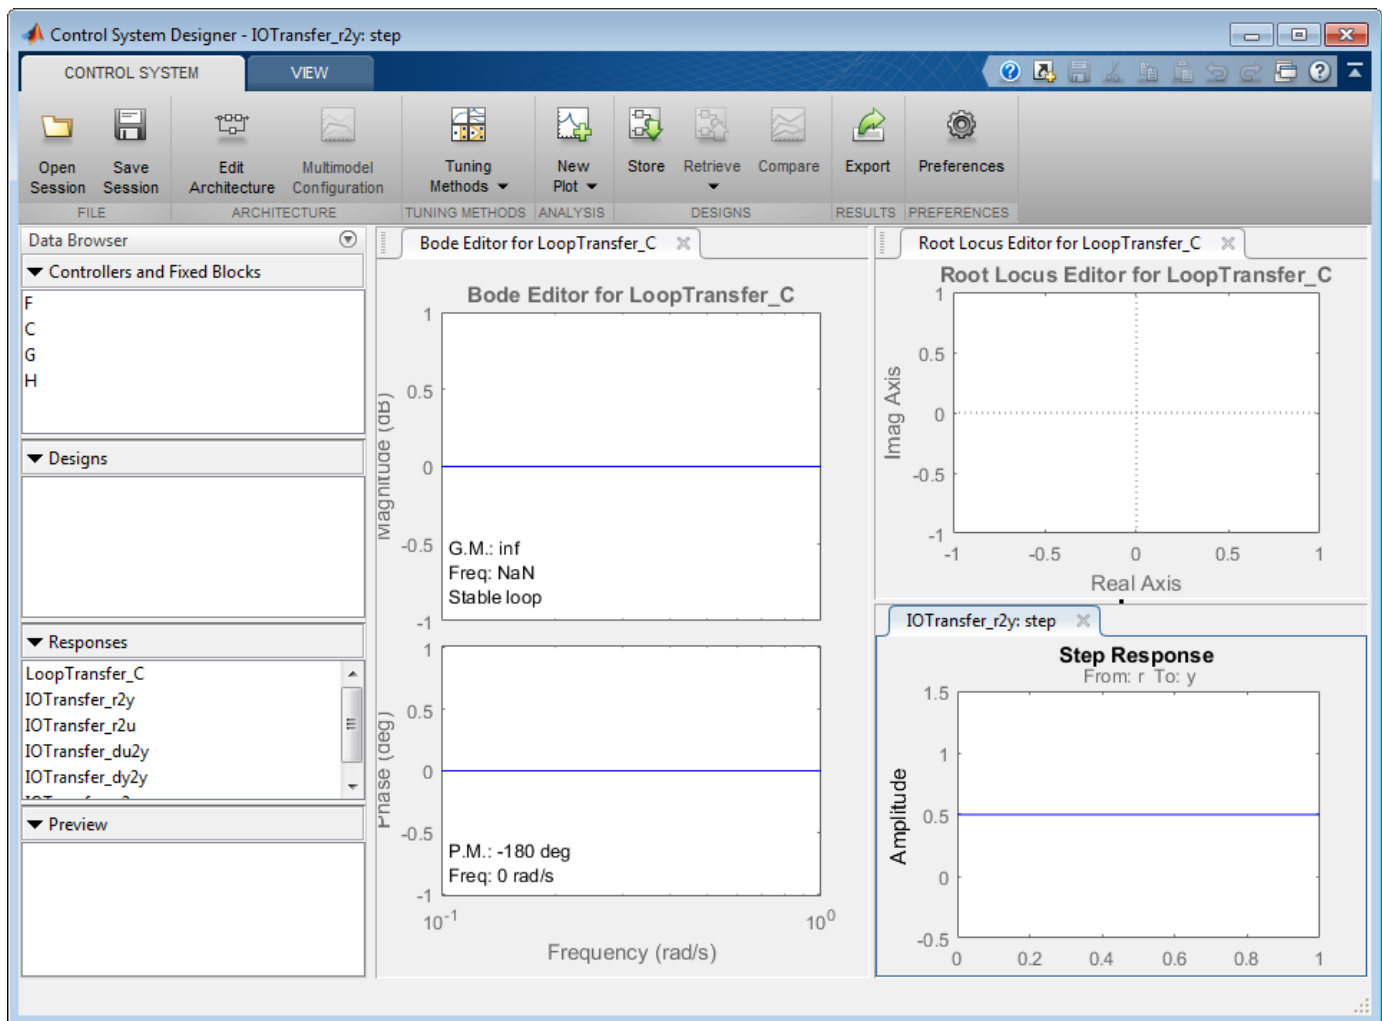 Control System Designer - IOTransfer_r2y: step
CONTROL SYSTEM
VIEW
Open Session
Save Session
Edit Architecture
Multimodel Configuration
Tuning Methods
New Plot
Store
Retrieve
Compare
Export
Preferences
FILE
ARCHITECTURE
TUNING METHODS
ANALYSIS
DESIGNS
RESULTS
PREFERENCES
Data Browser
Controllers and Fixed Blocks
F
C
G
H
Designs
Responses
LoopTransfer_C
IOTransfer_r2y
IOTransfer_r2u
IOTransfer_du2y
IOTransfer_dy2y
Preview
Bode Editor for LoopTransfer_C
Bode Editor for LoopTransfer_C
Magnitude (dB)
1
0.5
0
-0.5
-1
G.M.: inf
Freq: NaN
Stable loop
Phase (deg)
1
0.5
0
-0.5
-1
P.M.: -180 deg
Freq: 0 rad/s
10^-1
10^0
Frequency (rad/s)
Root Locus Editor for LoopTransfer_C
Root Locus Editor for LoopTransfer_C
Imag Axis
1
0.5
0
-0.5
-1
-1
-0.5
0
0.5
1
Real Axis
IOTransfer_r2y: step
Step Response
From: r To: y
Amplitude
1.5
1
0.5
0
-0.5
0
0.2
0.4
0.6
0.8
1